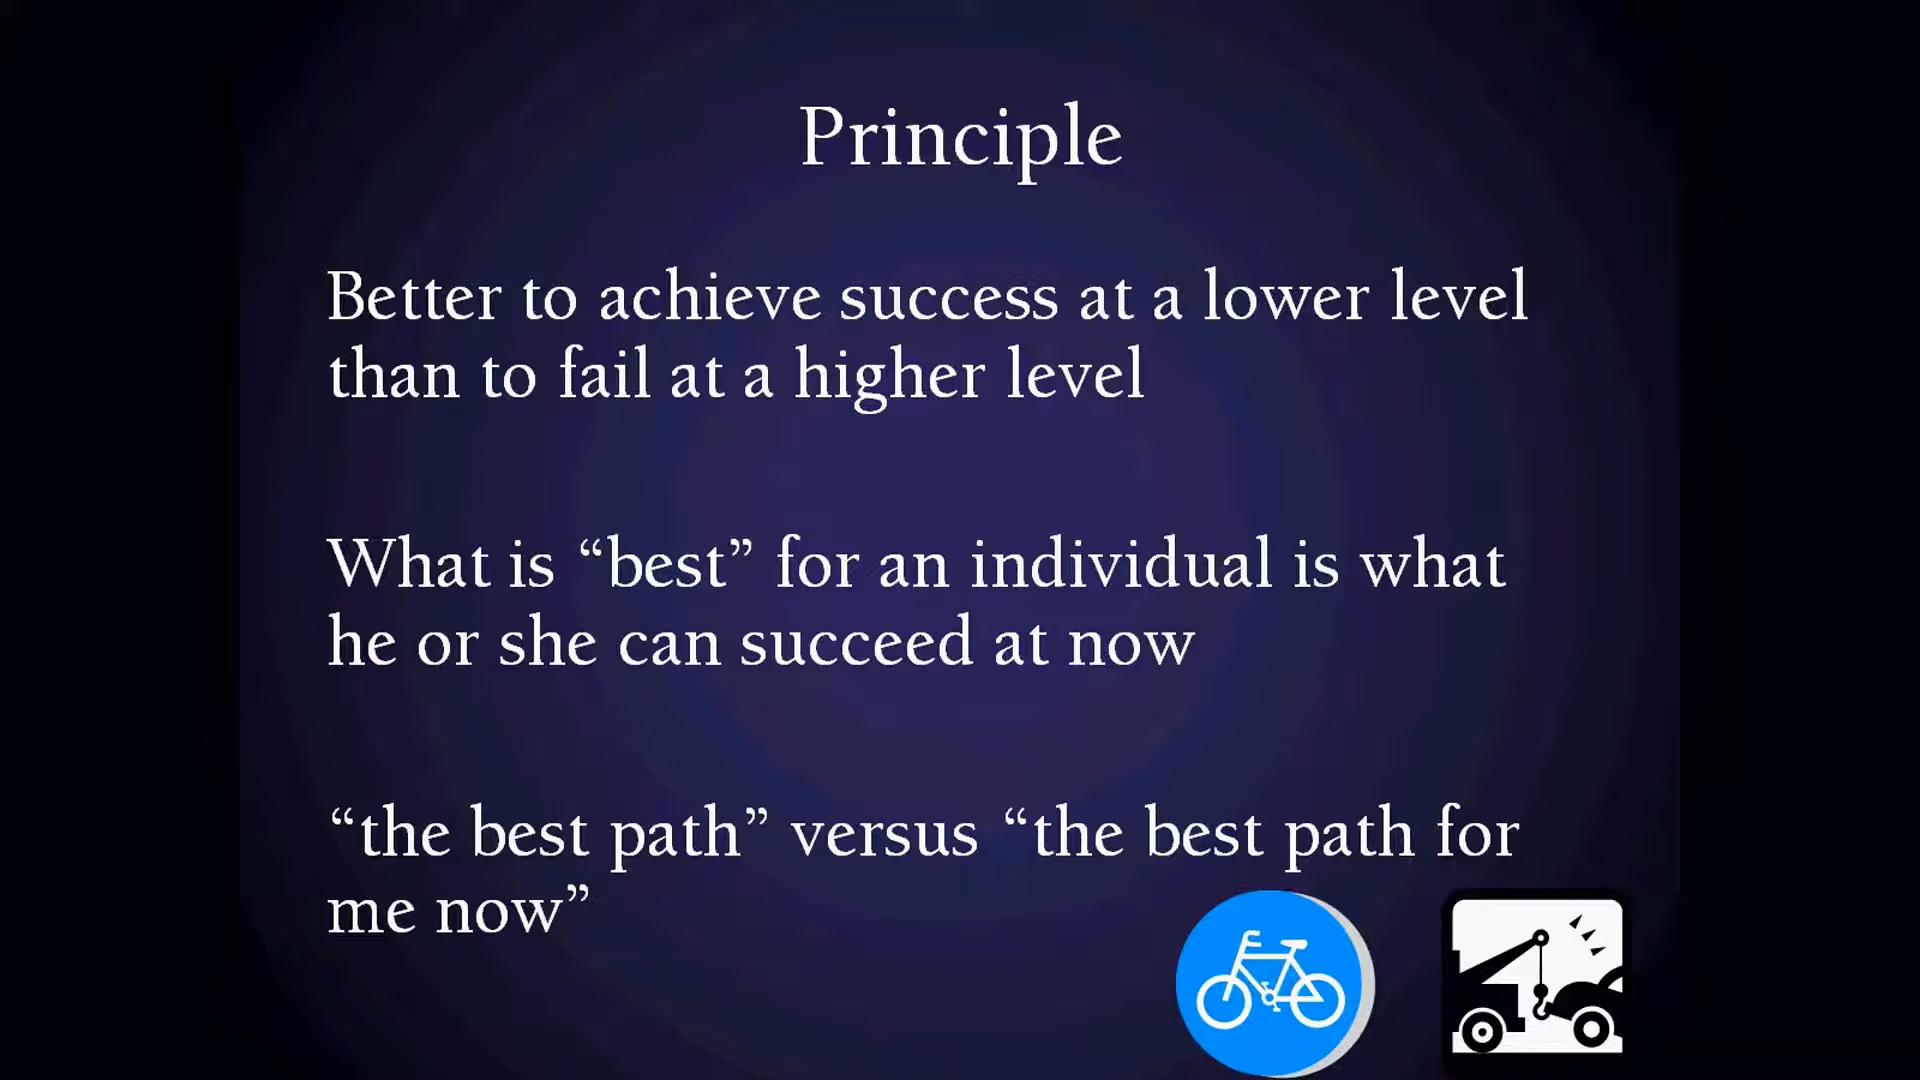 Principle
Better to achieve success at a lower level
than to fail at a higher level
What is “best” for an individual is what
he or she can succeed at now
“the best path” versus “the best path for
me now”